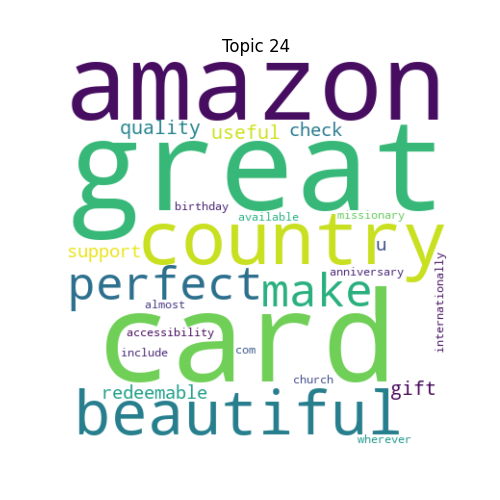 Topic 24
amazon
quality useful check
great
birthday
available missionary
country
support u
internationally
perfect make
anniversary
almost
card
accessibility
include com
church
redeemable gift
beautiful
wherever